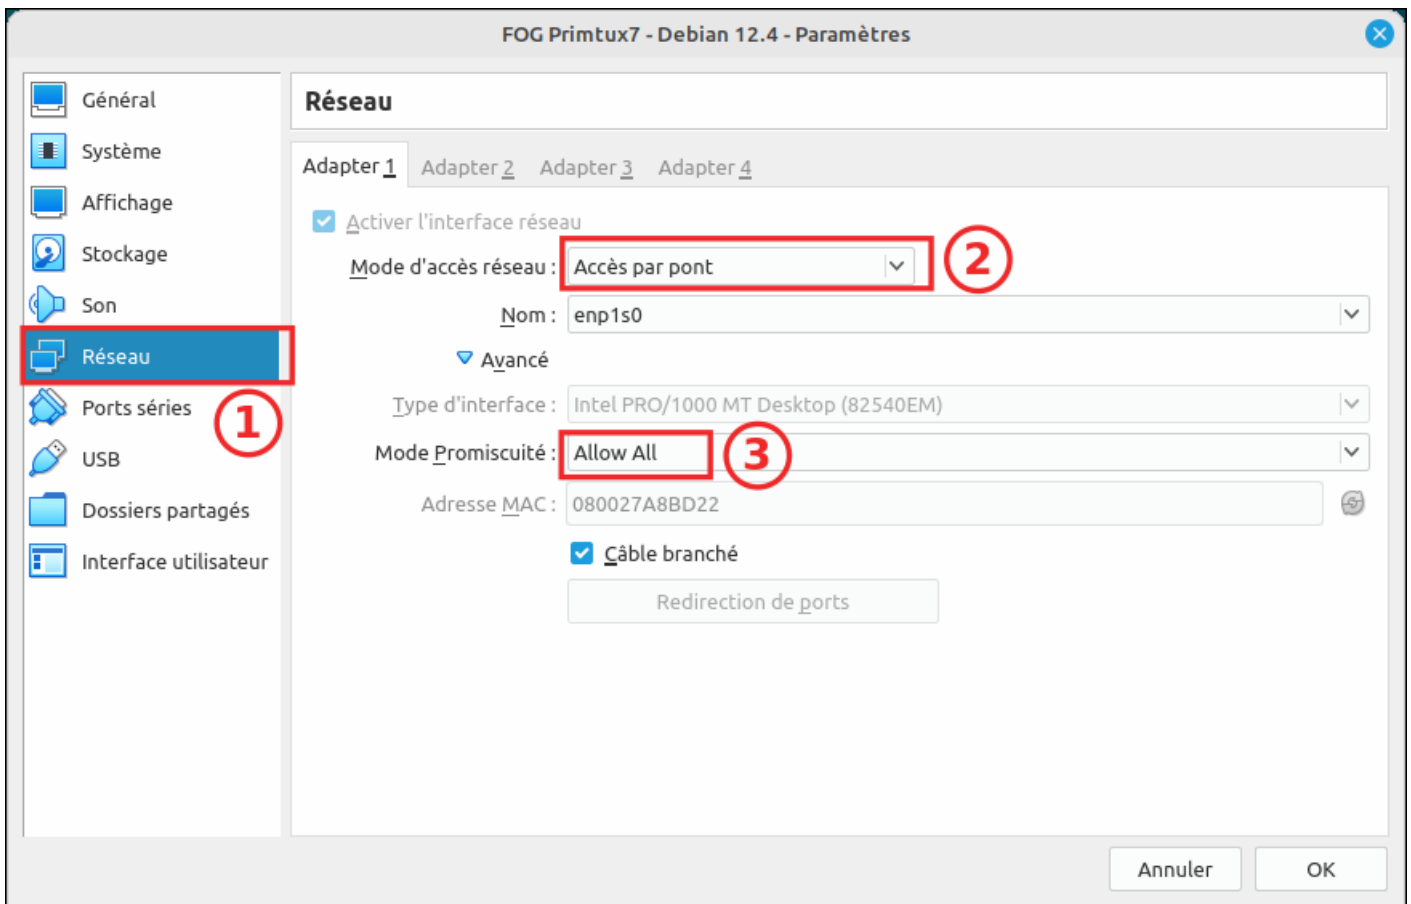 FOG Primtux7 - Debian 12.4 - Paramètres
Général
Système
Affichage
Stockage
Son
Réseau
Ports séries
USB
Dossiers partagés
Interface utilisateur
1
Réseau
Adapter 1 Adapter 2 Adapter 3 Adapter 4
Activer l'interface réseau
Mode d'accès réseau : Accès par pont
2
Nom : enp1s0
Avancé
Type d'interface : Intel PRO/1000 MT Desktop (82540EM)
Mode Promiscuité : Allow All
3
Adresse MAC : 080027A8BD22
Câble branché
Redirection de ports
Annuler OK